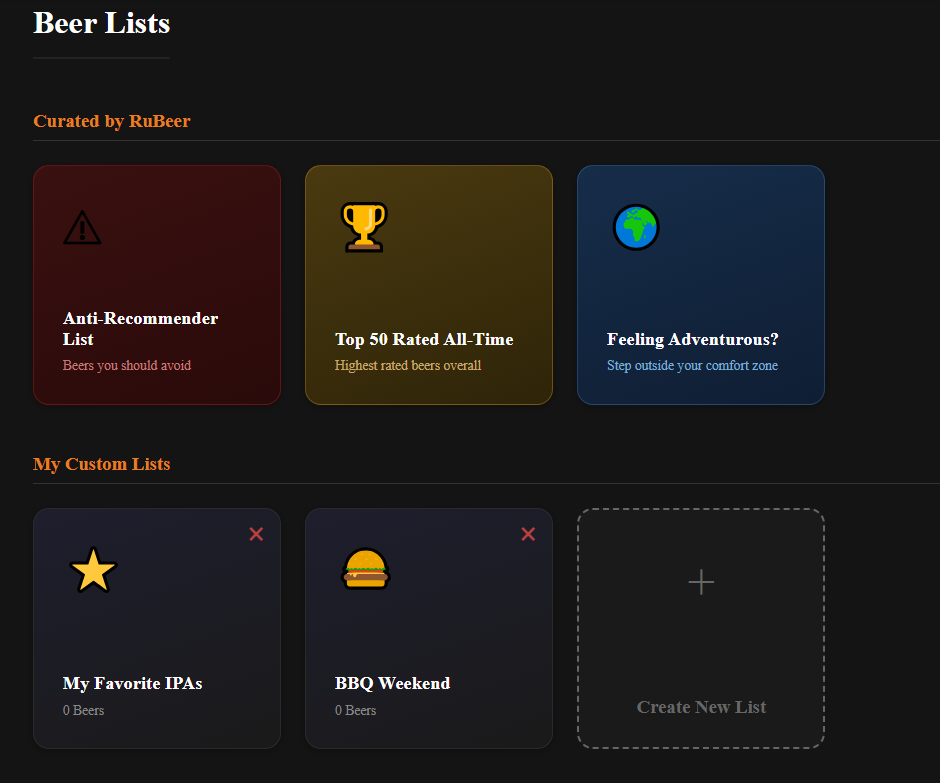 Beer Lists
Curated by RuBeer
Anti-Recommender
List
Beers you should avoid
Top 50 Rated All-Time
Highest rated beers overall
Feeling Adventurous?
Step outside your comfort zone
My Custom Lists
My Favorite IPAs
0 Beers
BBQ Weekend
0 Beers
Create New List